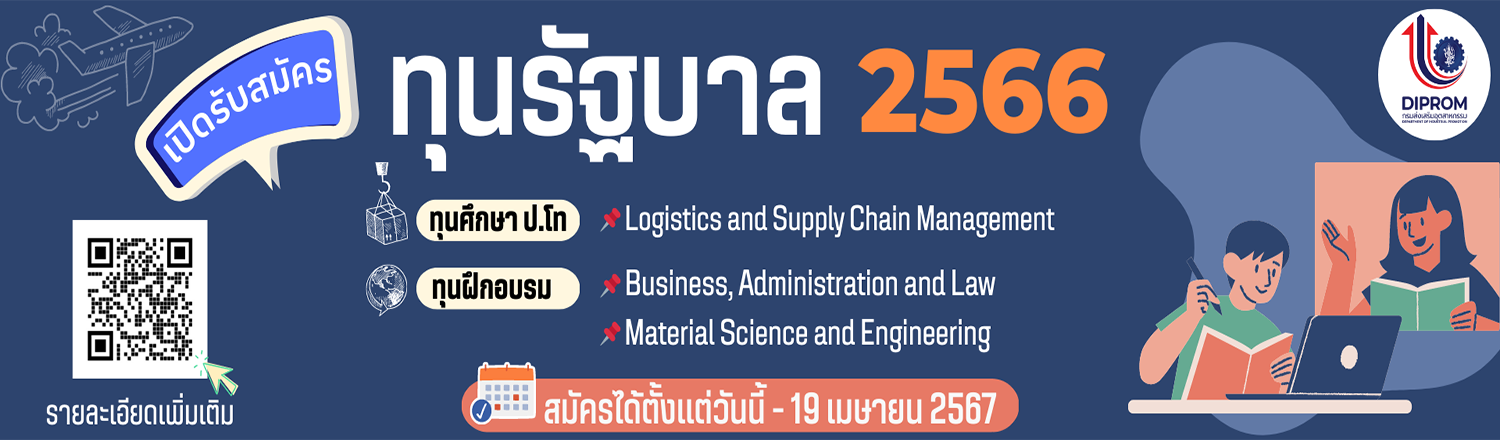 เปิดรับสมัคร
ทุนรัฐบาล 2566
DIPROM
กรมส่งเสริมอุตสาหกรรม
DEPARTMENT OF INDUSTRIAL PROMOTION
ทุนศึกษา ป.โท
Logistics and Supply Chain Management
ทุนฝึกอบรม
Business, Administration and Law
Material Science and Engineering
รายละเอียดเพิ่มเติม
สมัครได้ตั้งแต่วันนี้ - 19 เมษายน 2567